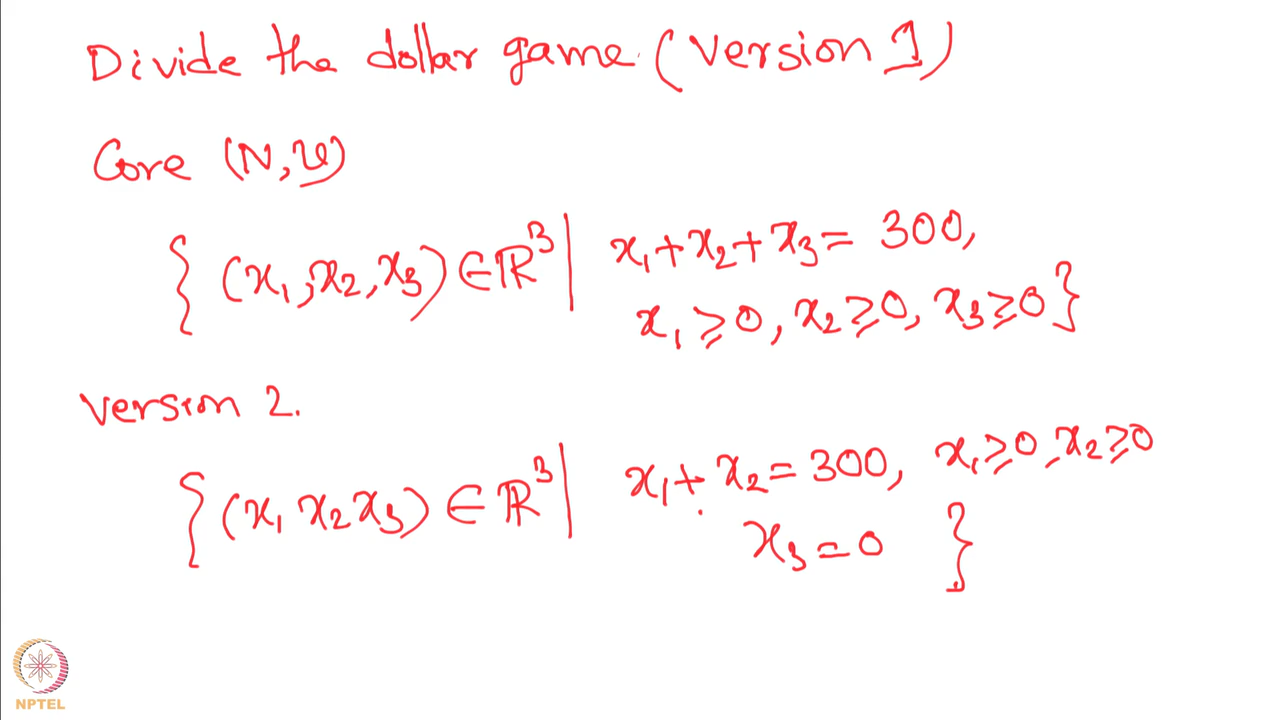 Divide the dollar game. (Version 1)
Core (N, v)
{ (x₁, x₂, x₃) ∈ ℝ³ | x₁ + x₂ + x₃ = 300,
x₁ ≥ 0, x₂ ≥ 0, x₃ ≥ 0 }
Version 2.
{ (x₁ x₂ x₃) ∈ ℝ³ | x₁ + x₂ = 300, x₁ ≥ 0, x₂ ≥ 0
x₃ = 0 }
NPTEL